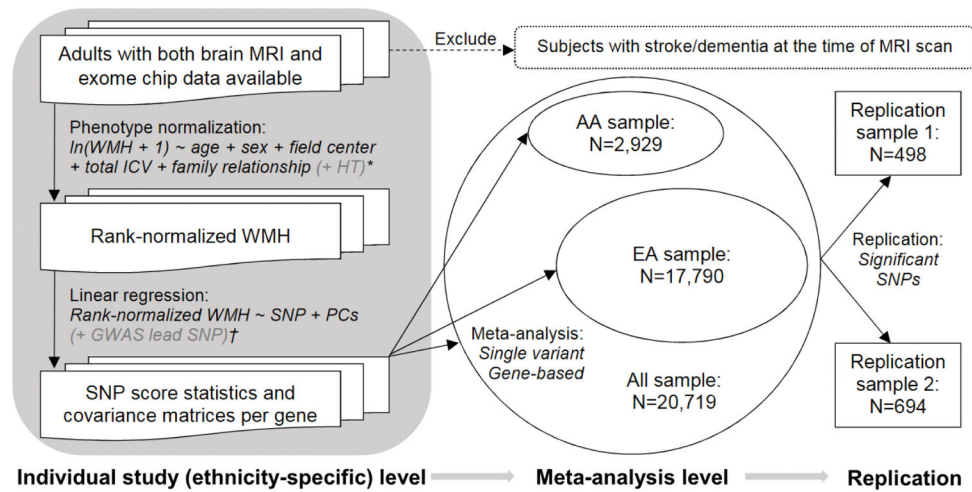 Adults with both brain MRI and
exome chip data available
Exclude
Subjects with stroke/dementia at the time of MRI scan
Phenotype normalization:
ln(WMH + 1) ~ age + sex + field center
+ total ICV + family relationship (+ HT)*
Rank-normalized WMH
Linear regression:
Rank-normalized WMH ~ SNP + PCs
(+ GWAS lead SNP)†
SNP score statistics and
covariance matrices per gene
Meta-analysis:
Single variant
Gene-based
AA sample:
N=2,929
EA sample:
N=17,790
All sample:
N=20,719
Replication
sample 1:
N=498
Replication:
Significant
SNPs
Replication
sample 2:
N=694
Individual study (ethnicity-specific) level
Meta-analysis level
Replication